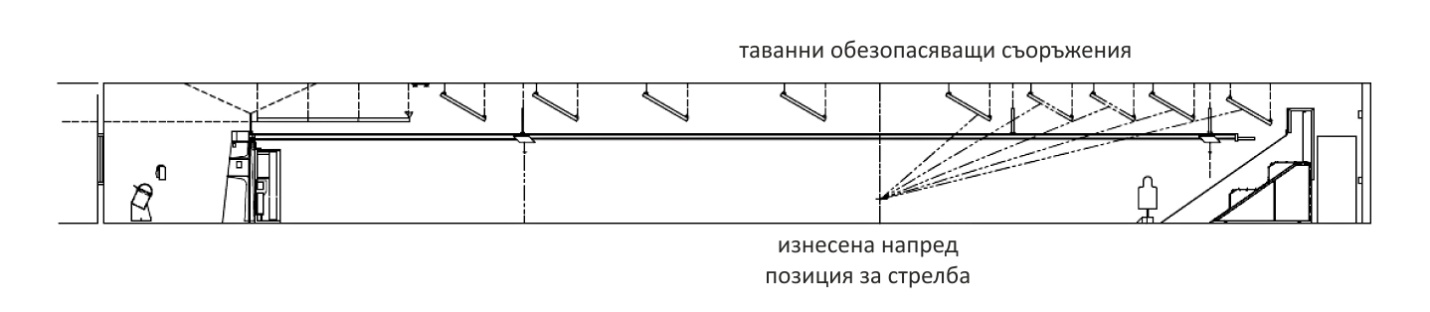 таванни обезопасяващи съоръжения
изнесена напред
позиция за стрелба